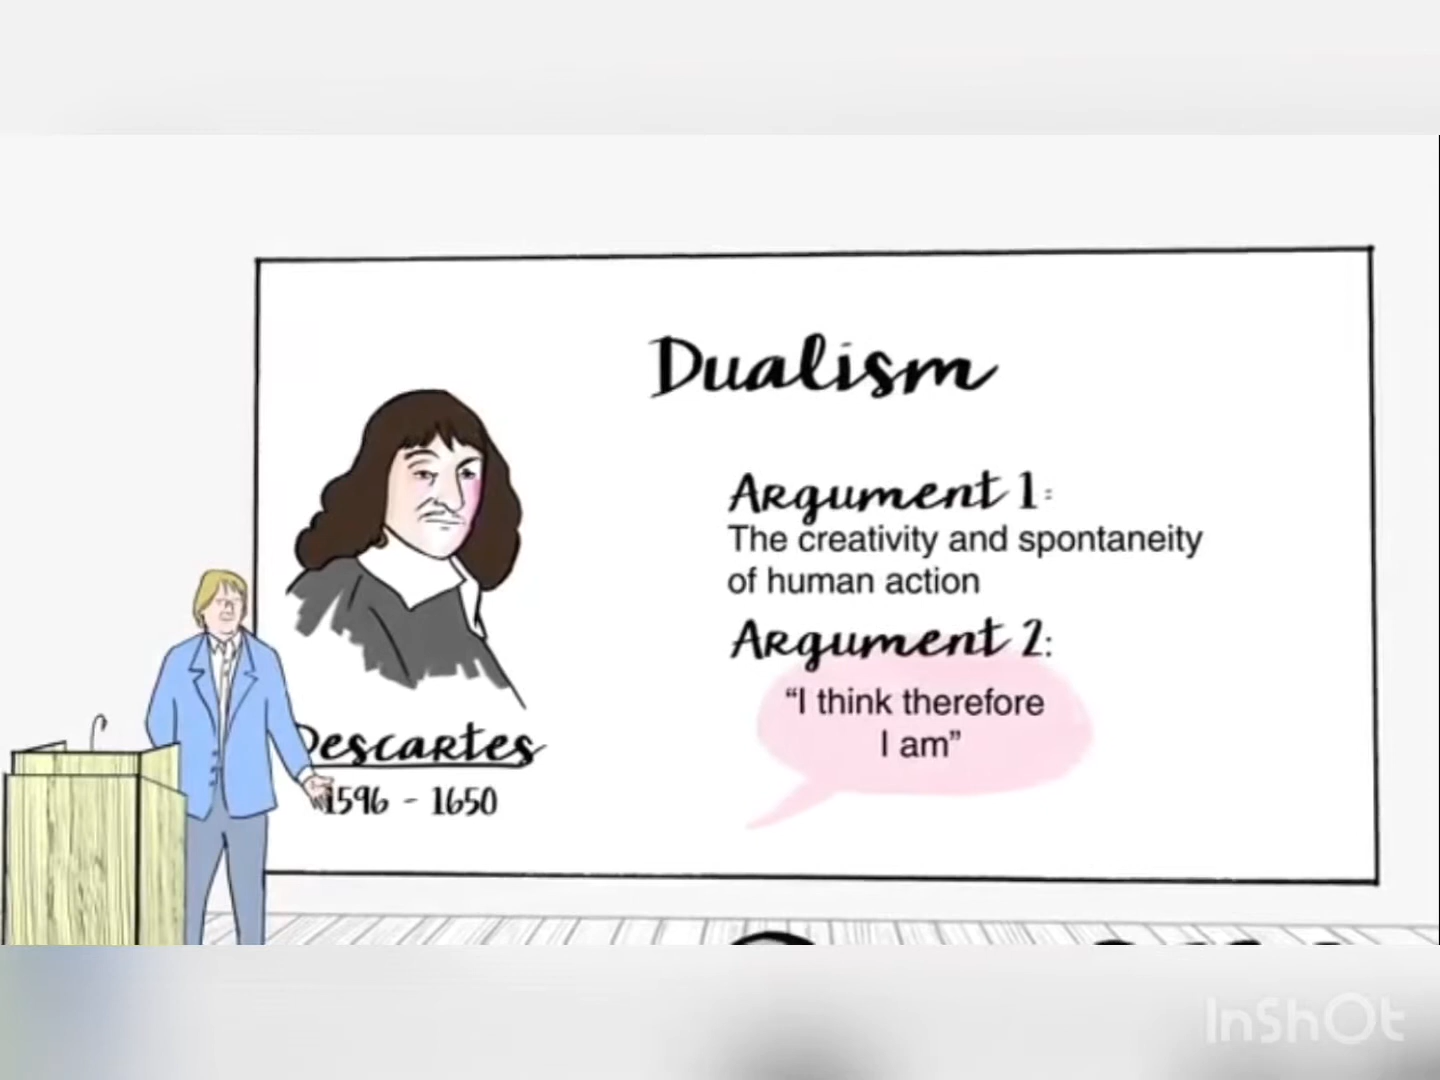 Dualism
Argument 1:
The creativity and spontaneity
of human action
Argument 2:
“I think therefore
I am”
Descartes
1596 - 1650
InShOt